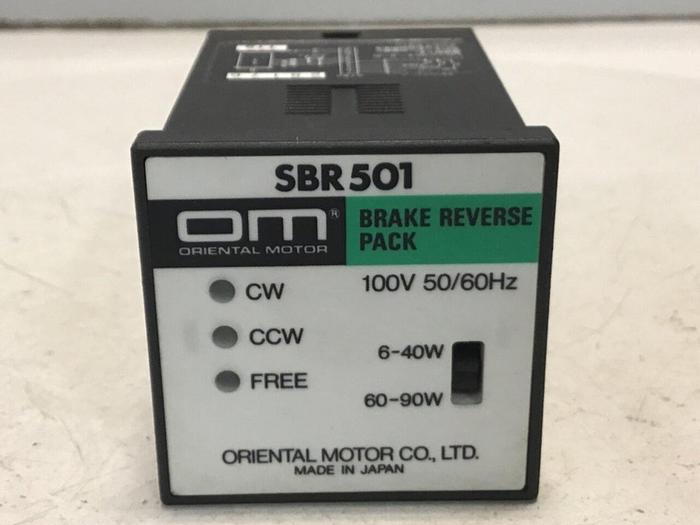 SBR501
OM®
ORIENTAL MOTOR
BRAKE REVERSE
PACK
100V 50/60Hz
CW
CCW
FREE
6-40W
60-90W
ORIENTAL MOTOR CO., LTD.
MADE IN JAPAN